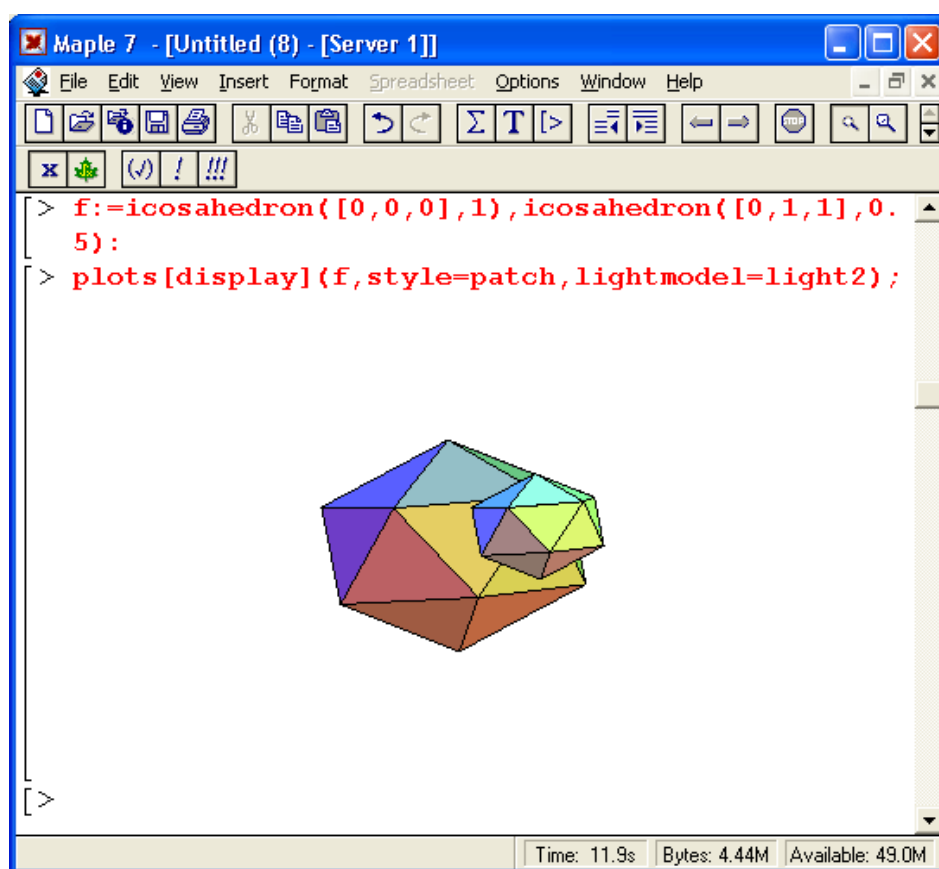 Maple 7 - [Untitled (8) - [Server 1]]
File Edit View Insert Format Spreadsheet Options Window Help
Σ T [>
STOP
x (√) ! !!!
[> f:=icosahedron([0,0,0],1),icosahedron([0,1,1],0.
5):
[> plots[display](f,style=patch,lightmodel=light2);
[>
Time: 11.9s Bytes: 4.44M Available: 49.0M